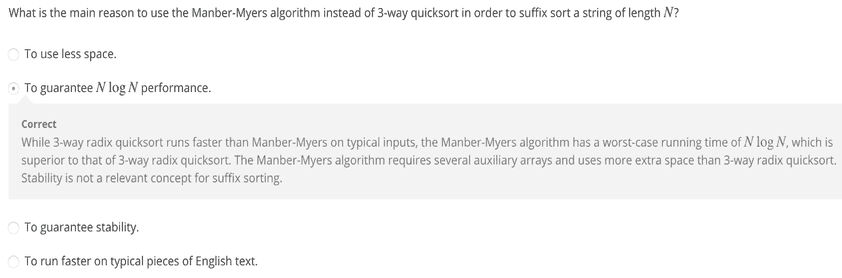 What is the main reason to use the Manber-Myers algorithm instead of 3-way quicksort in order to suffix sort a string of length N?
To use less space.
To guarantee N log N performance.
Correct
While 3-way radix quicksort runs faster than Manber-Myers on typical inputs, the Manber-Myers algorithm has a worst-case running time of N log N, which is
superior to that of 3-way radix quicksort. The Manber-Myers algorithm requires several auxiliary arrays and uses more extra space than 3-way radix quicksort.
Stability is not a relevant concept for suffix sorting.
To guarantee stability.
To run faster on typical pieces of English text.